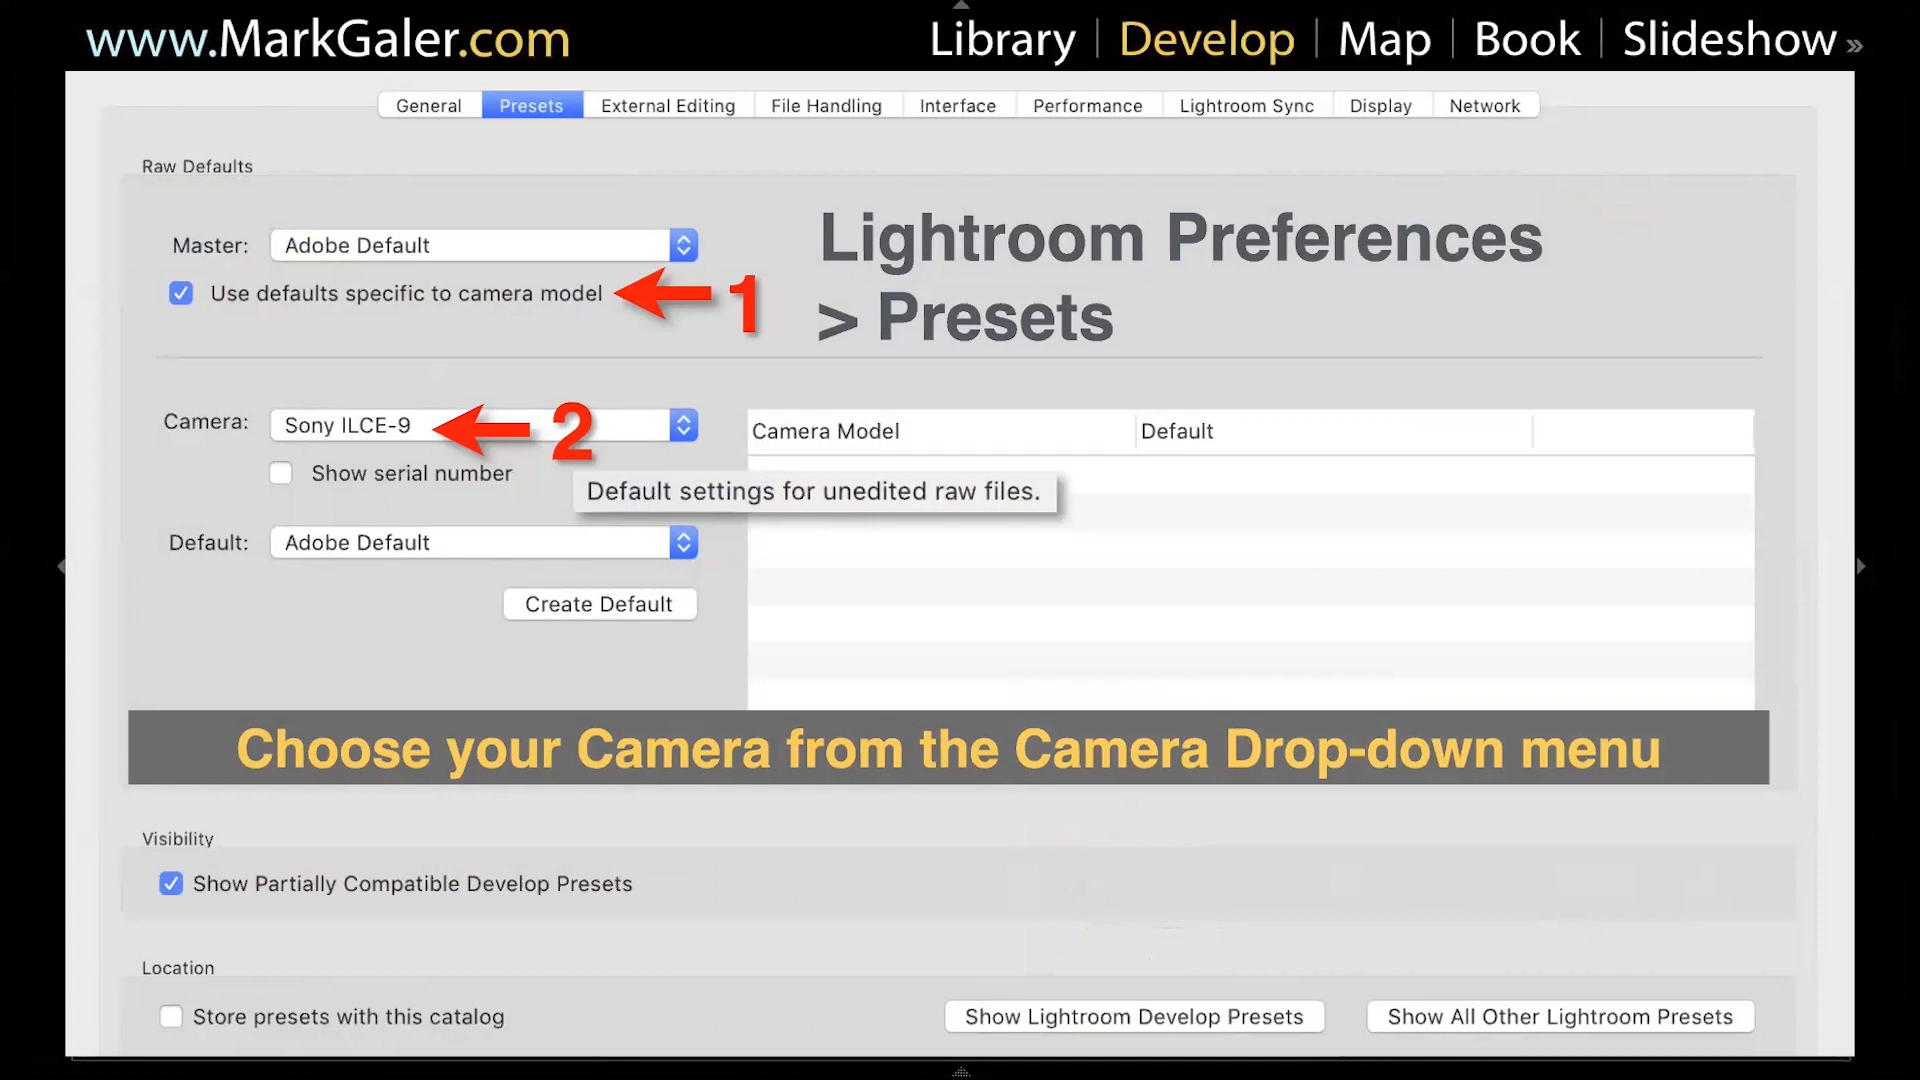 www.MarkGaler.com
Library | Develop | Map | Book | Slideshow »
General Presets External Editing File Handling Interface Performance Lightroom Sync Display Network
Raw Defaults
Master: Adobe Default
Use defaults specific to camera model
1
Lightroom Preferences
> Presets
Camera: Sony ILCE-9
2
Show serial number
Default settings for unedited raw files.
Camera Model Default
Default: Adobe Default
Create Default
Choose your Camera from the Camera Drop-down menu
Visibility
Show Partially Compatible Develop Presets
Location
Store presets with this catalog
Show Lightroom Develop Presets
Show All Other Lightroom Presets